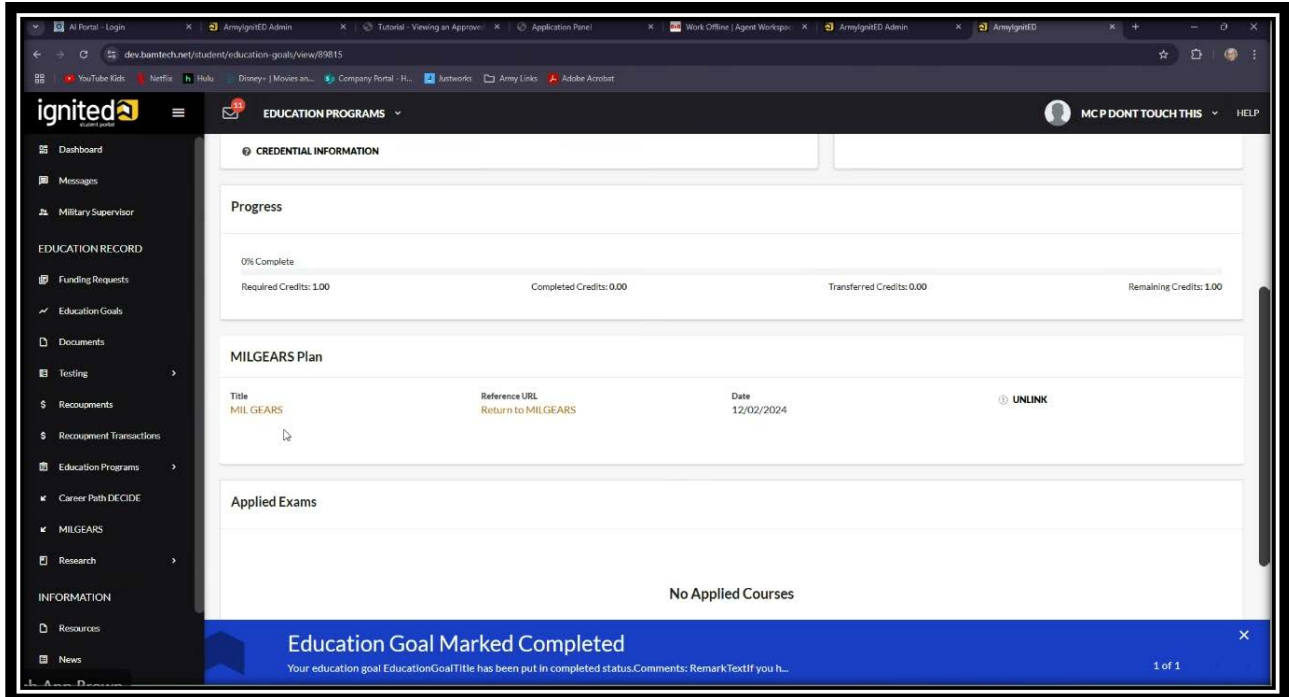 AI Portal - Login
ArmyIgnitED Admin
Tutorial - Viewing an Approve
Application Panel
Work Offline | Agent Workspac
ArmyIgnitED Admin
ArmyIgnitED
dev.bamtech.net/student/education-goals/view/89815
YouTube Kids
Netflix
Hulu
Disney+ | Movies an...
Company Portal - H...
Justworks
Army Links
Adobe Acrobat
ignited
student portal
11
EDUCATION PROGRAMS
MC P DONT TOUCH THIS
HELP
Dashboard
Messages
Military Supervisor
EDUCATION RECORD
Funding Requests
Education Goals
Documents
Testing
Recoupments
Recoupment Transactions
Education Programs
Career Path DECIDE
MILGEARS
Research
INFORMATION
Resources
News
CREDENTIAL INFORMATION
Progress
0% Complete
Required Credits: 1.00
Completed Credits: 0.00
Transferred Credits: 0.00
Remaining Credits: 1.00
MILGEARS Plan
Title
Reference URL
Date
MIL GEARS
Return to MILGEARS
12/02/2024
UNLINK
Applied Exams
No Applied Courses
Education Goal Marked Completed
Your education goal EducationGoalTitle has been put in completed status.Comments: RemarkTextIf you h...
1 of 1